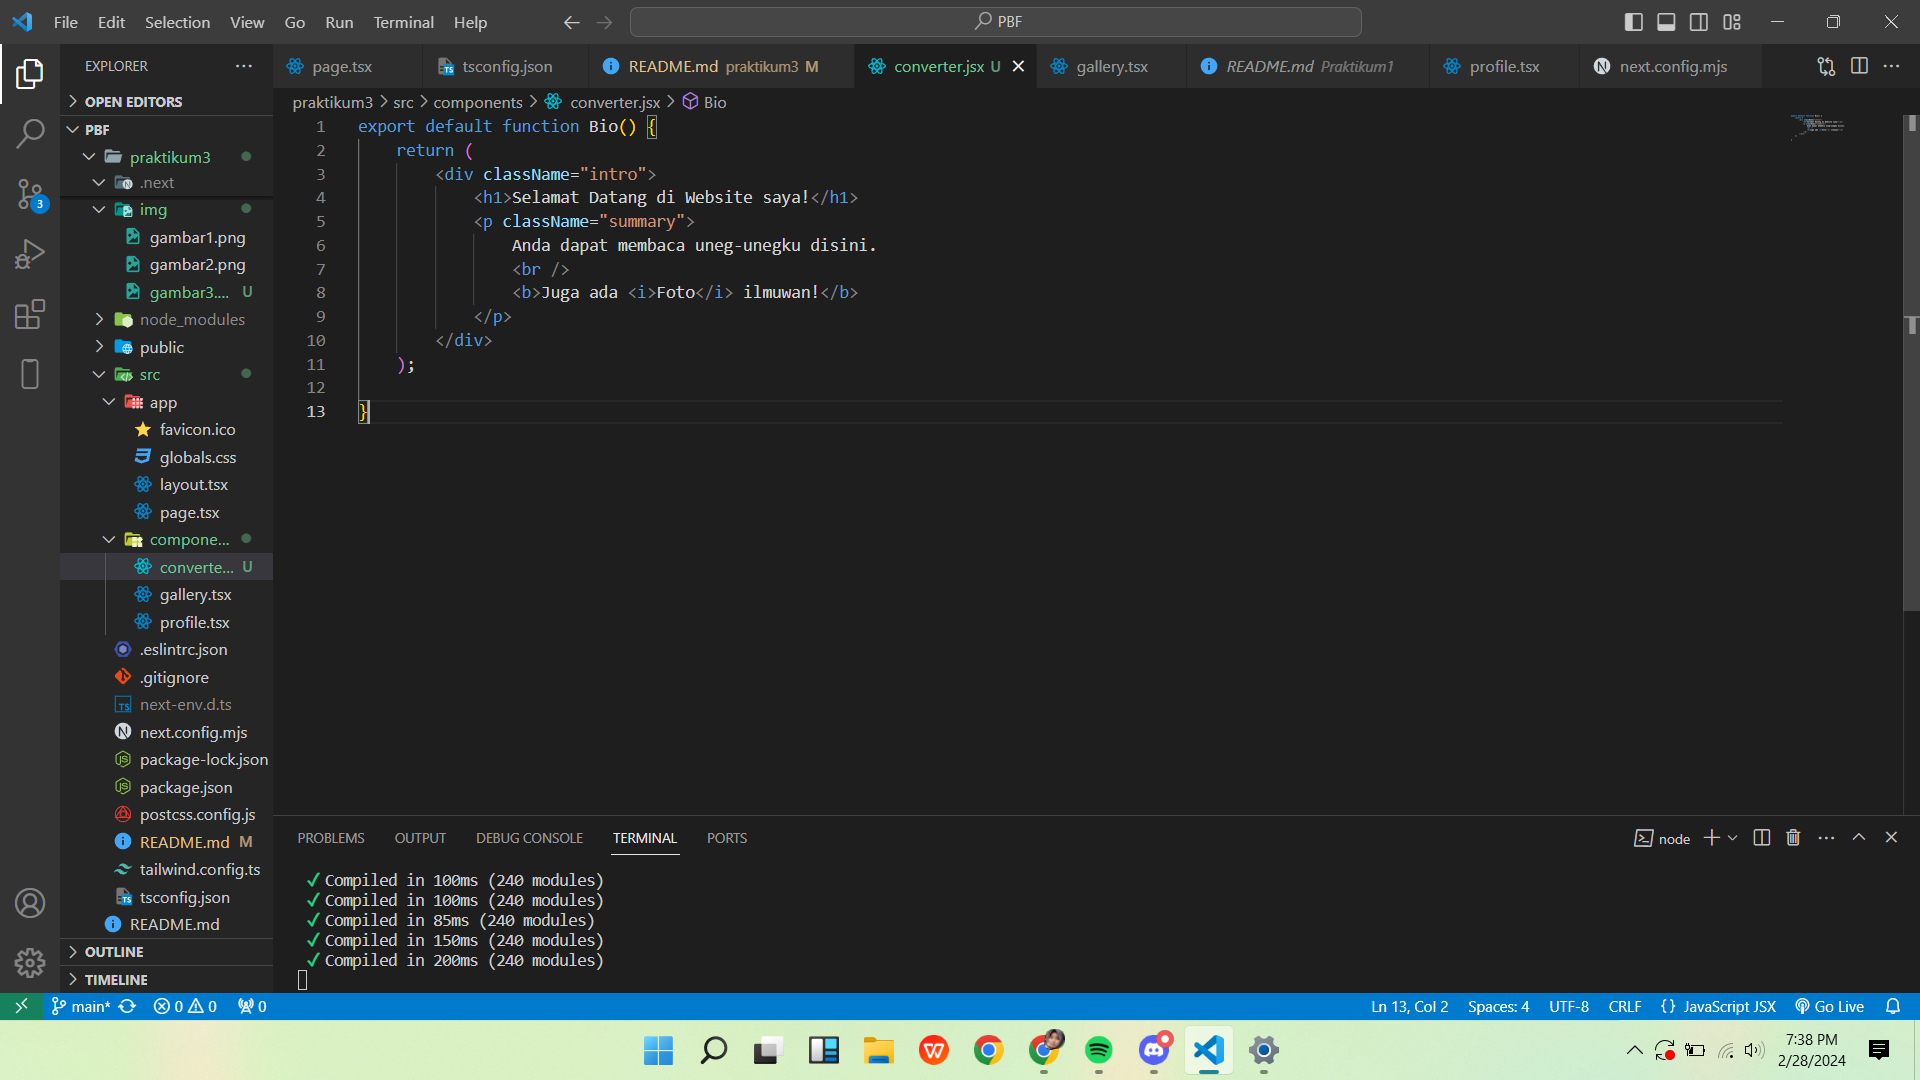 File Edit Selection View Go Run Terminal Help
PBF
EXPLORER
page.tsx
tsconfig.json
README.md praktikum3 M
converter.jsx U
gallery.tsx
README.md Praktikum1
profile.tsx
next.config.mjs
praktikum3 > src > components > converter.jsx > Bio
OPEN EDITORS
PBF
praktikum3
.next
img
gambar1.png
gambar2.png
gambar3.... U
node_modules
public
src
app
favicon.ico
globals.css
layout.tsx
page.tsx
compone...
converte... U
gallery.tsx
profile.tsx
.eslintrc.json
.gitignore
next-env.d.ts
next.config.mjs
package-lock.json
package.json
postcss.config.js
README.md M
tailwind.config.ts
tsconfig.json
README.md
OUTLINE
TIMELINE
3
1 export default function Bio() {
2 return (
3 <div className="intro">
4 <h1>Selamat Datang di Website saya!</h1>
5 <p className="summary">
6 Anda dapat membaca uneg-unegku disini.
7 <br />
8 <b>Juga ada <i>Foto</i> ilmuwan!</b>
9 </p>
10 </div>
11 );
12
13 }
PROBLEMS OUTPUT DEBUG CONSOLE TERMINAL PORTS
node
✓ Compiled in 100ms (240 modules)
✓ Compiled in 100ms (240 modules)
✓ Compiled in 85ms (240 modules)
✓ Compiled in 150ms (240 modules)
✓ Compiled in 200ms (240 modules)
main* 0 0 0
Ln 13, Col 2 Spaces: 4 UTF-8 CRLF {} JavaScript JSX Go Live
7:38 PM
2/28/2024